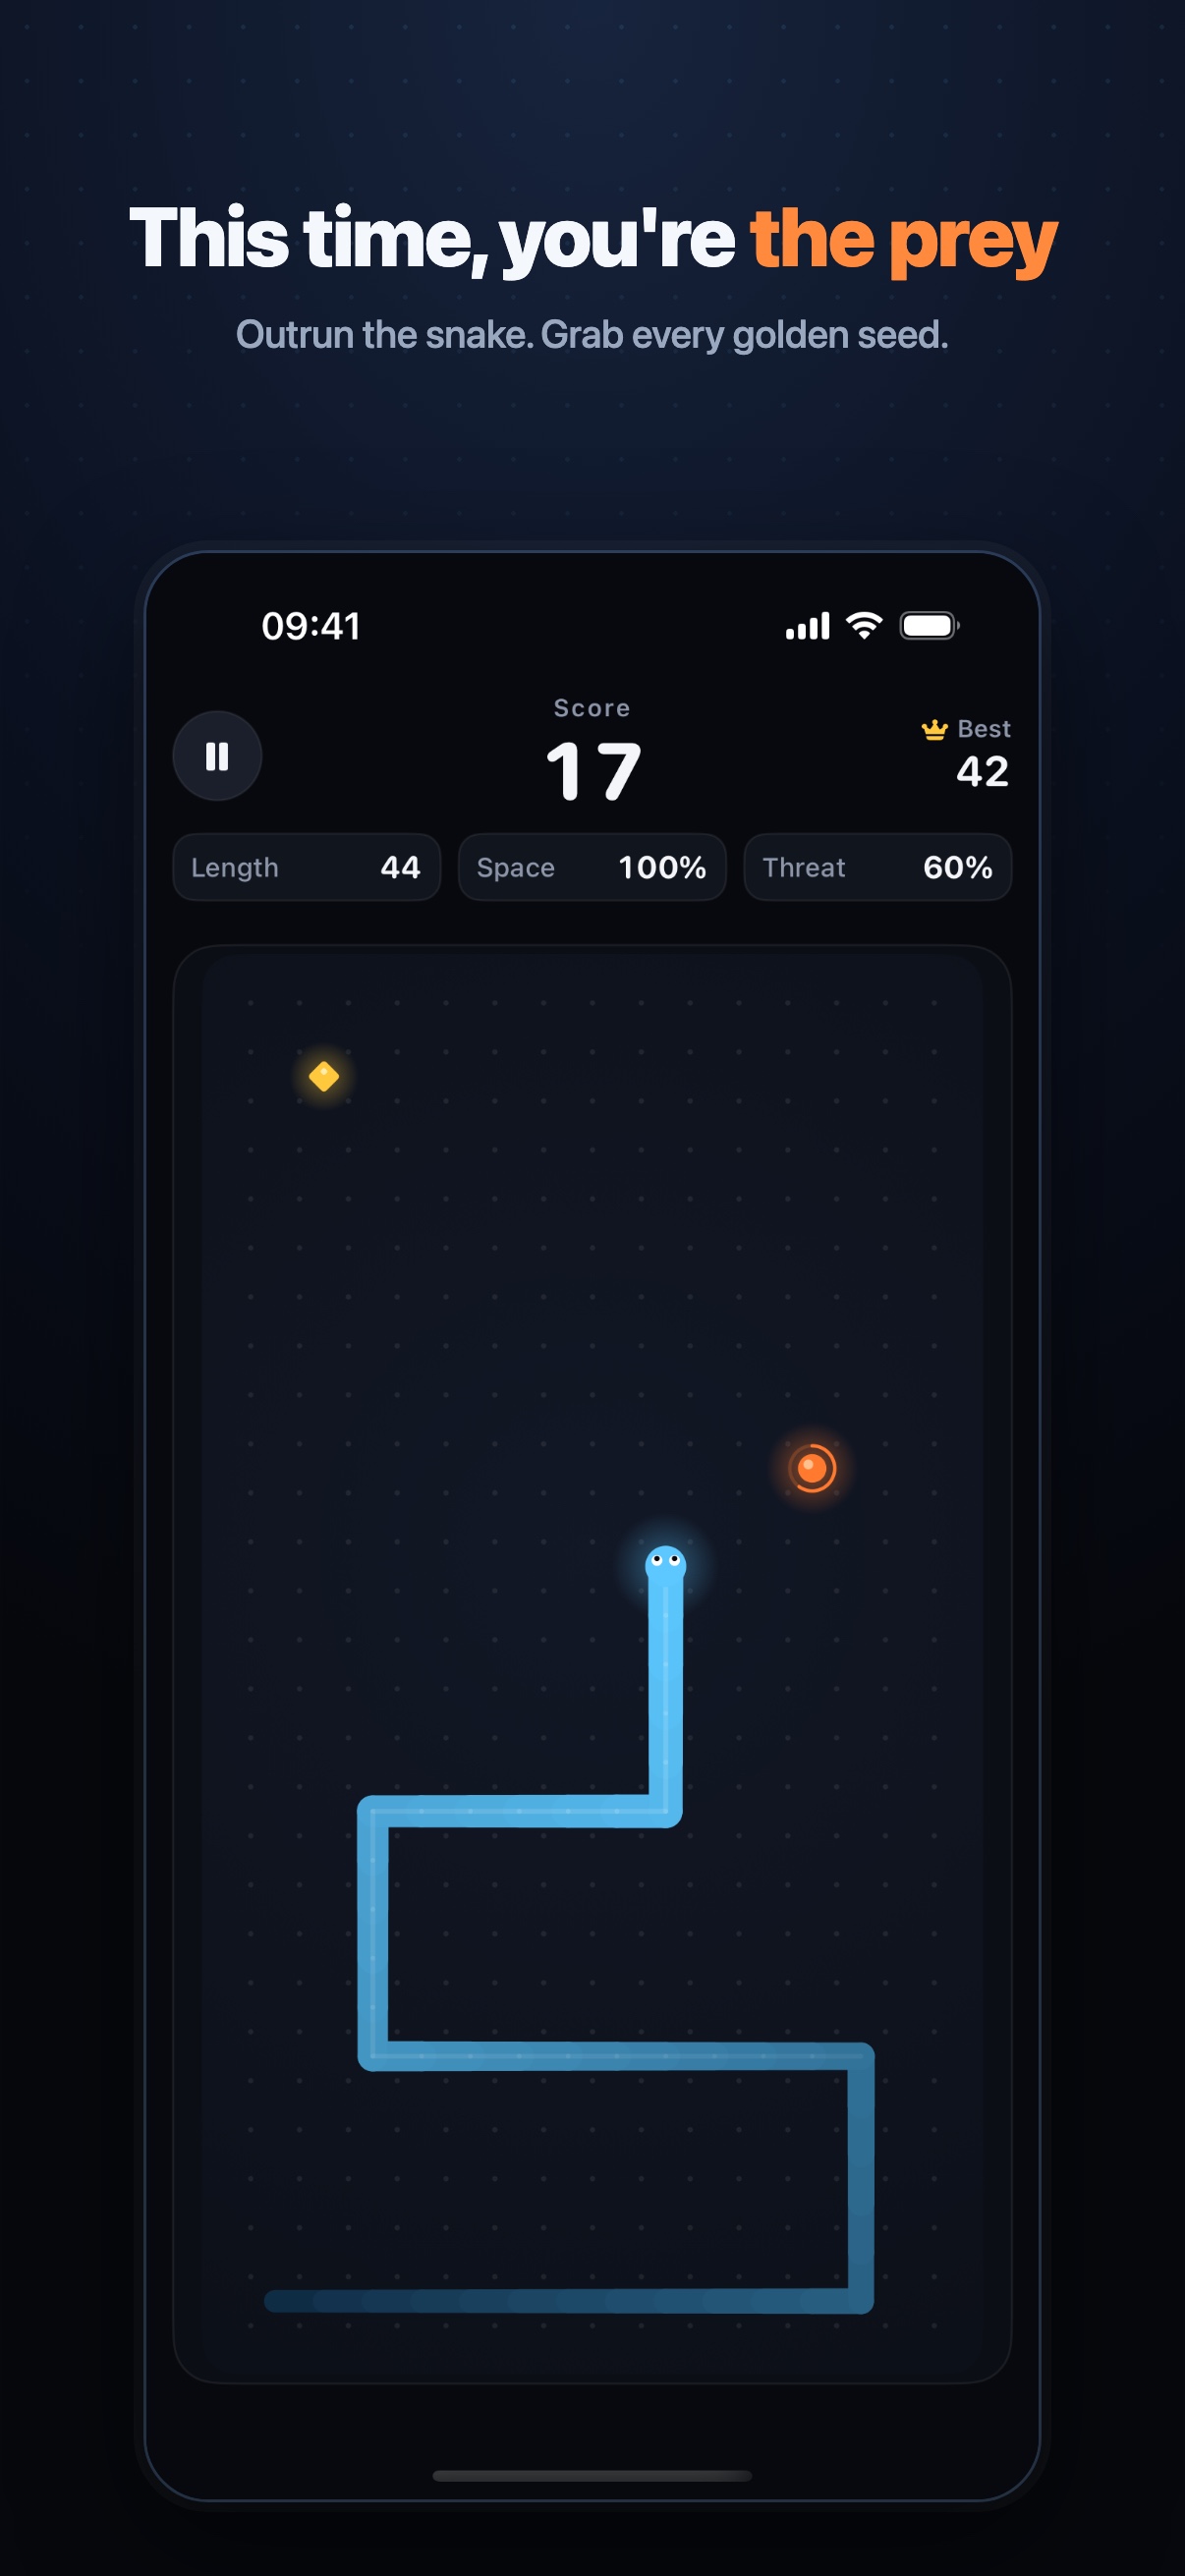 This time, you're the prey
Outrun the snake. Grab every golden seed.
09:41
Score
17
Best
42
Length 44
Space 100%
Threat 60%